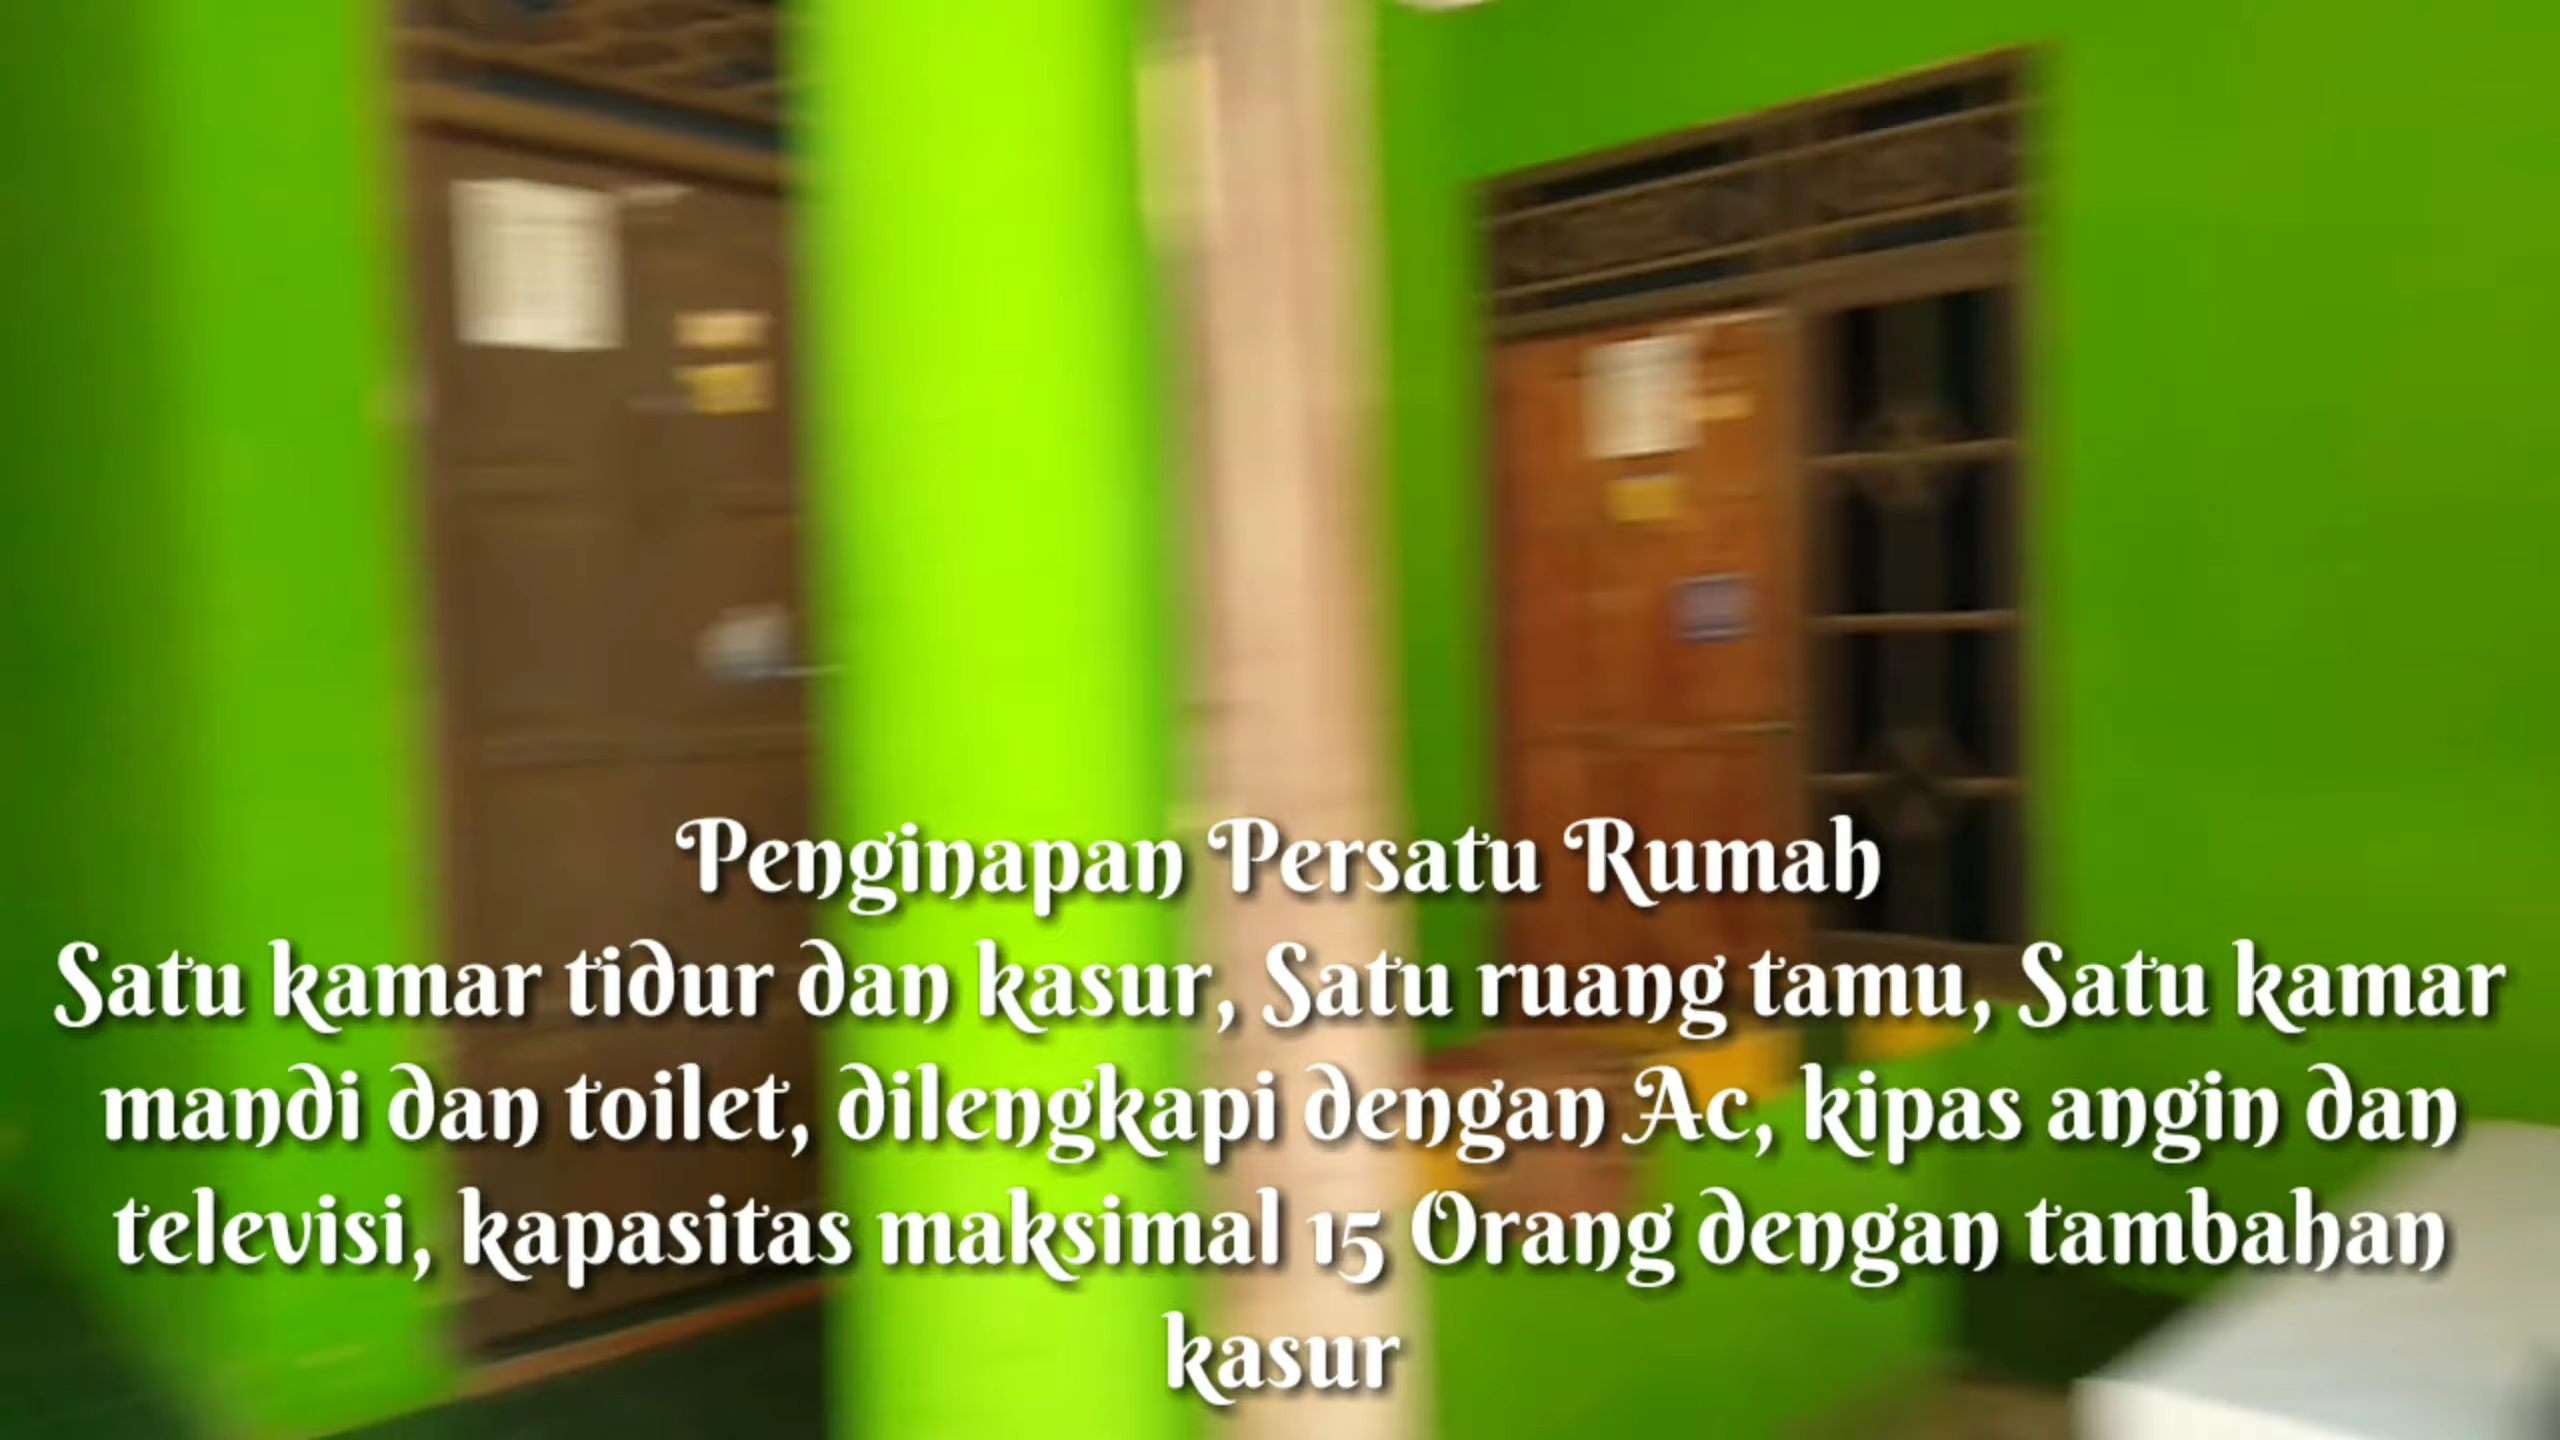 Penginapan Persatu Rumah
Satu kamar tidur dan kasur, Satu ruang tamu, Satu kamar
mandi dan toilet, dilengkapi dengan Ac, kipas angin dan
televisi, kapasitas maksimal 15 Orang dengan tambahan
kasur